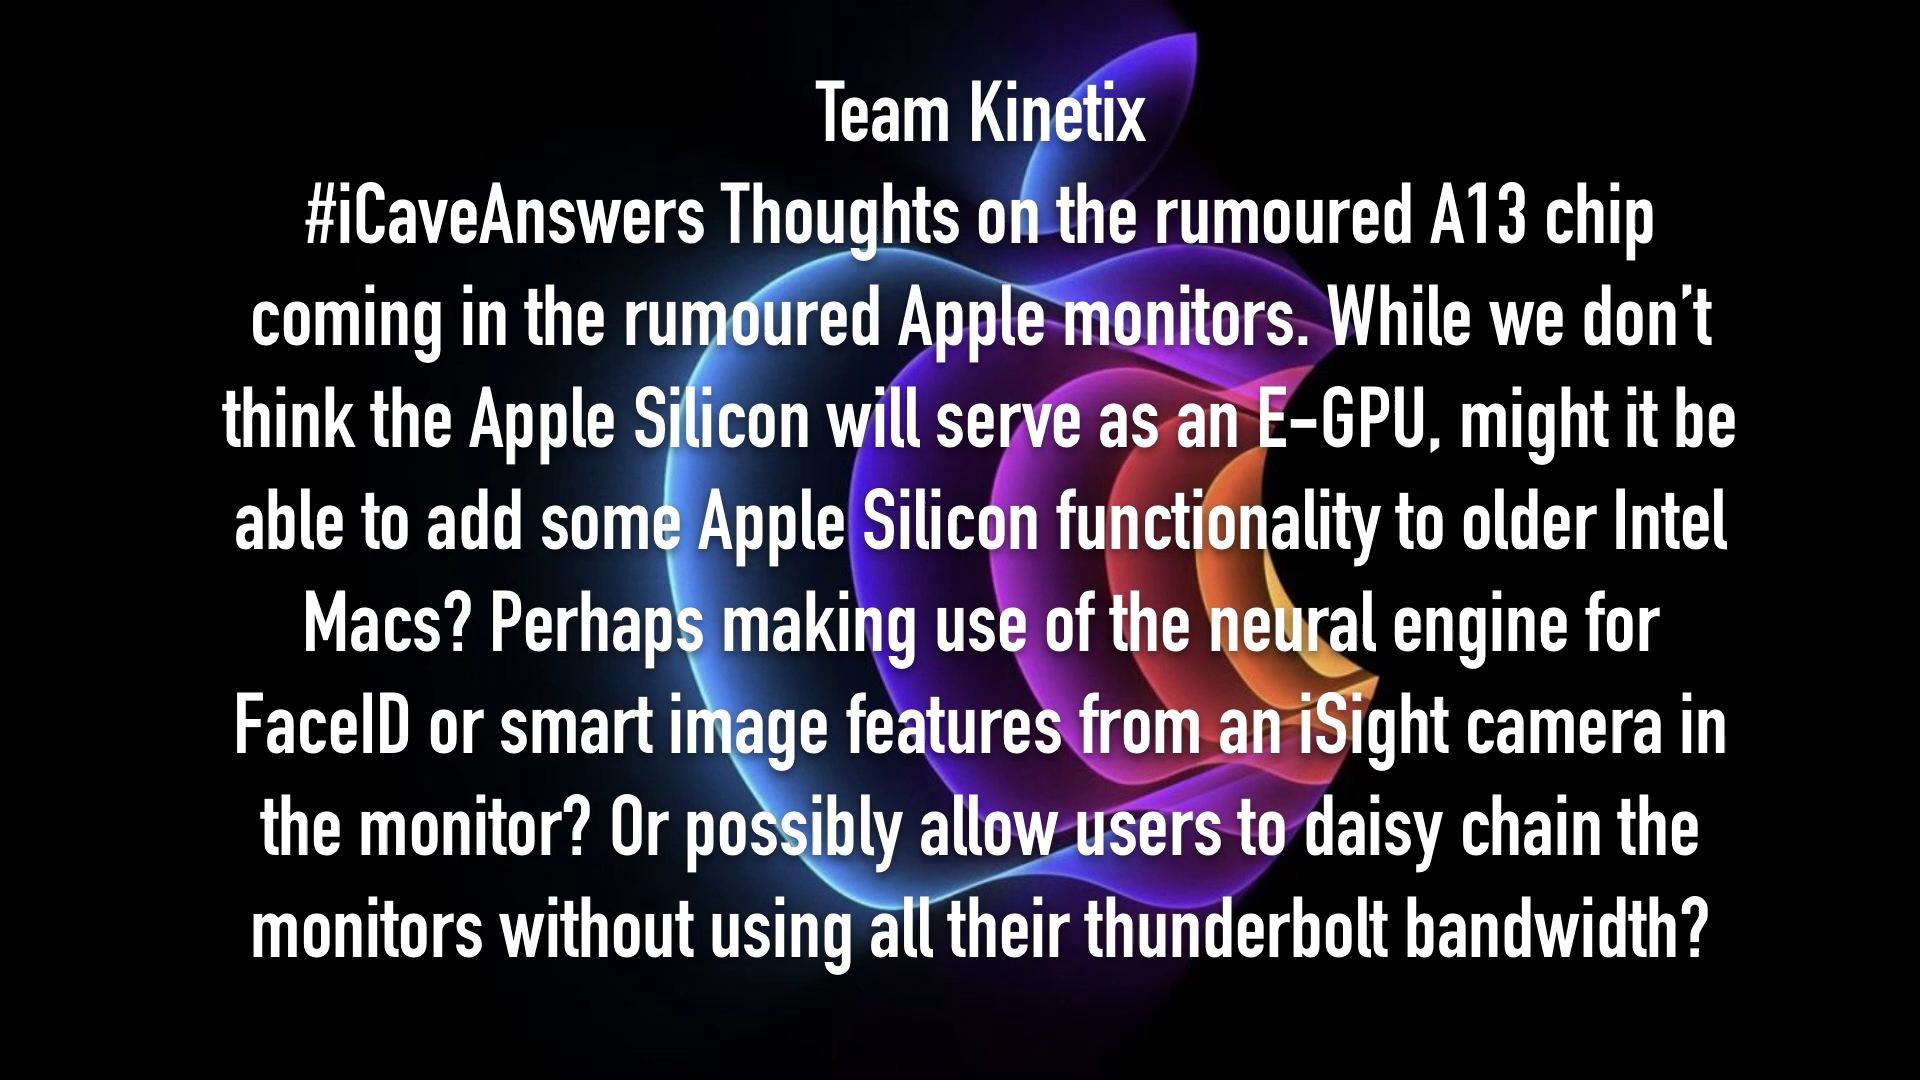 Team Kinetix
#iCaveAnswers Thoughts on the rumoured A13 chip
coming in the rumoured Apple monitors. While we don’t
think the Apple Silicon will serve as an E-GPU, might it be
able to add some Apple Silicon functionality to older Intel
Macs? Perhaps making use of the neural engine for
FaceID or smart image features from an iSight camera in
the monitor? Or possibly allow users to daisy chain the
monitors without using all their thunderbolt bandwidth?